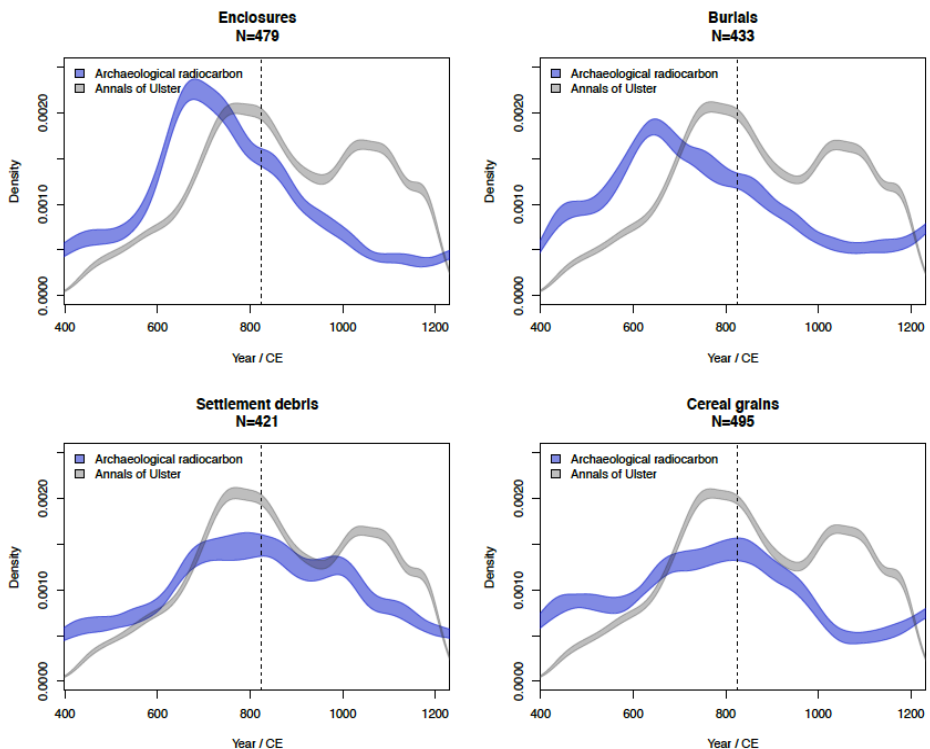 Enclosures
N=479
Archaeological radiocarbon
Annals of Ulster
Density
0.0000
0.0010
0.0020
400
600
800
1000
1200
Year / CE
Burials
N=433
Archaeological radiocarbon
Annals of Ulster
Density
0.0000
0.0010
0.0020
400
600
800
1000
1200
Year / CE
Settlement debris
N=421
Archaeological radiocarbon
Annals of Ulster
Density
0.0000
0.0010
0.0020
400
600
800
1000
1200
Year / CE
Cereal grains
N=495
Archaeological radiocarbon
Annals of Ulster
Density
0.0000
0.0010
0.0020
400
600
800
1000
1200
Year / CE